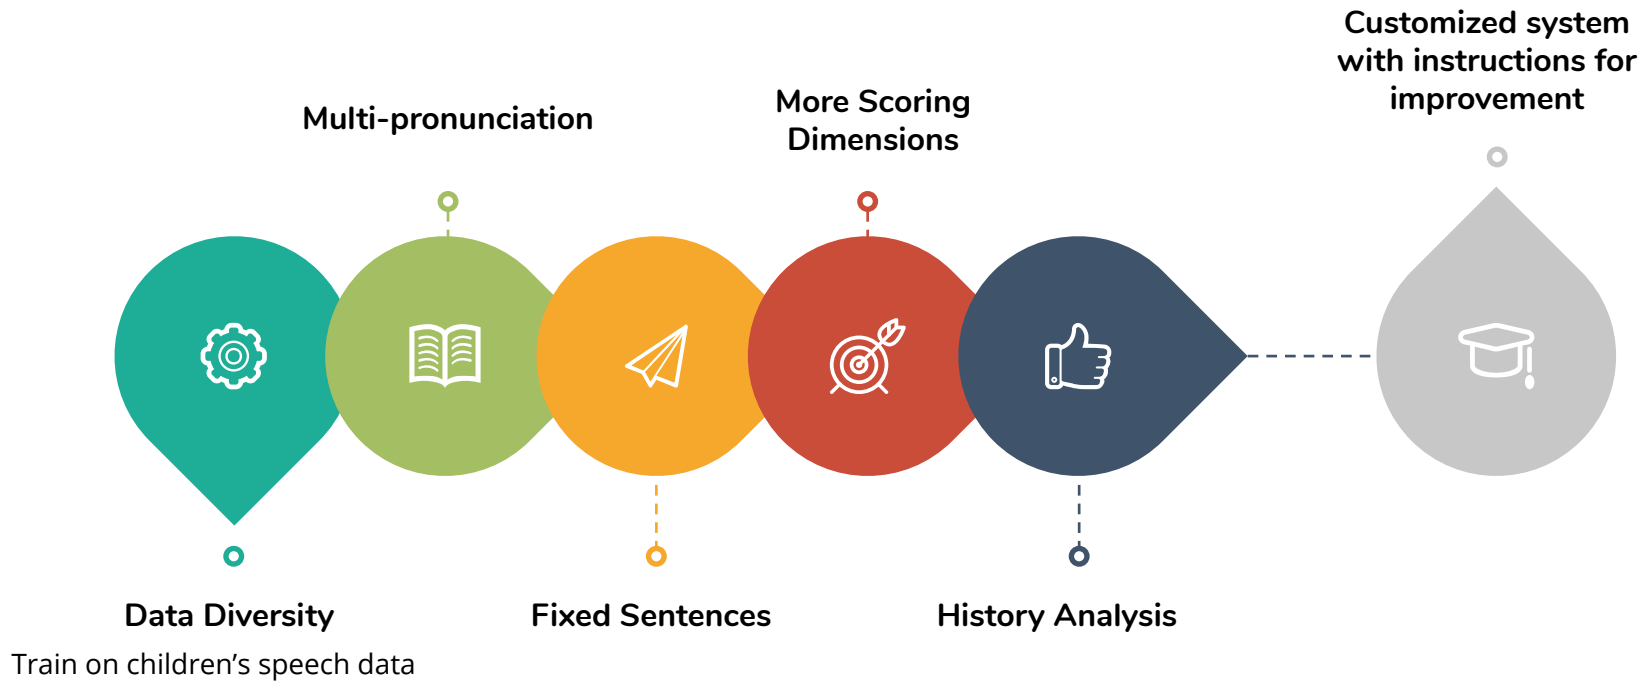 Customized system
with instructions for
improvement
Multi-pronunciation
More Scoring
Dimensions
Data Diversity
Train on children’s speech data
Fixed Sentences
History Analysis